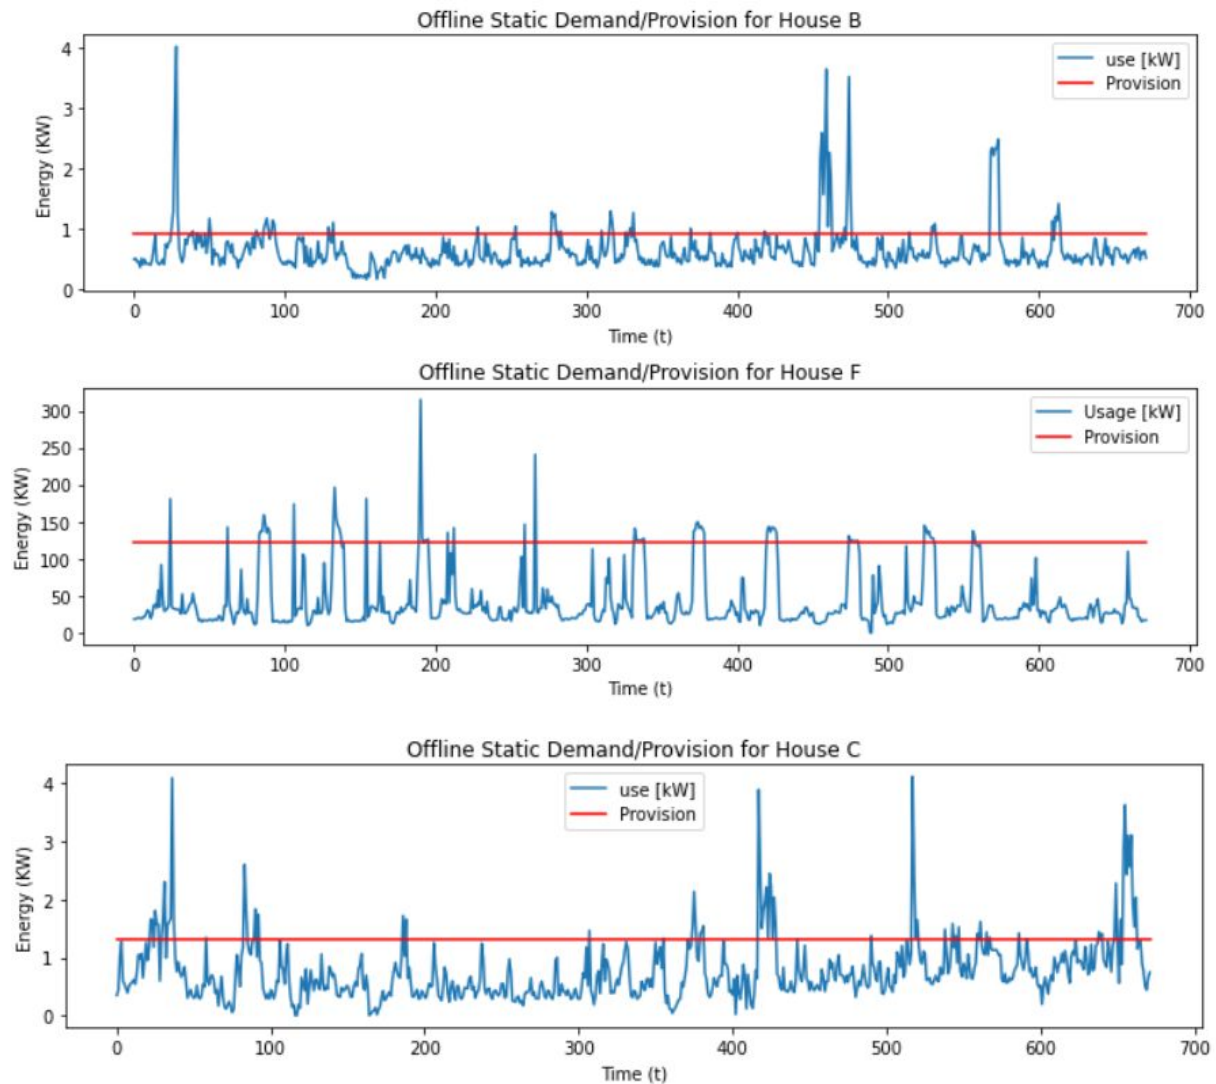 Offline Static Demand/Provision for House B
Energy (KW)
4
3
2
1
0
use [kW]
Provision
0 100 200 300 400 500 600 700
Time (t)
Offline Static Demand/Provision for House F
Energy (KW)
300
250
200
150
100
50
0
Usage [kW]
Provision
0 100 200 300 400 500 600 700
Time (t)
Offline Static Demand/Provision for House C
Energy (KW)
4
3
2
1
0
use [kW]
Provision
0 100 200 300 400 500 600 700
Time (t)